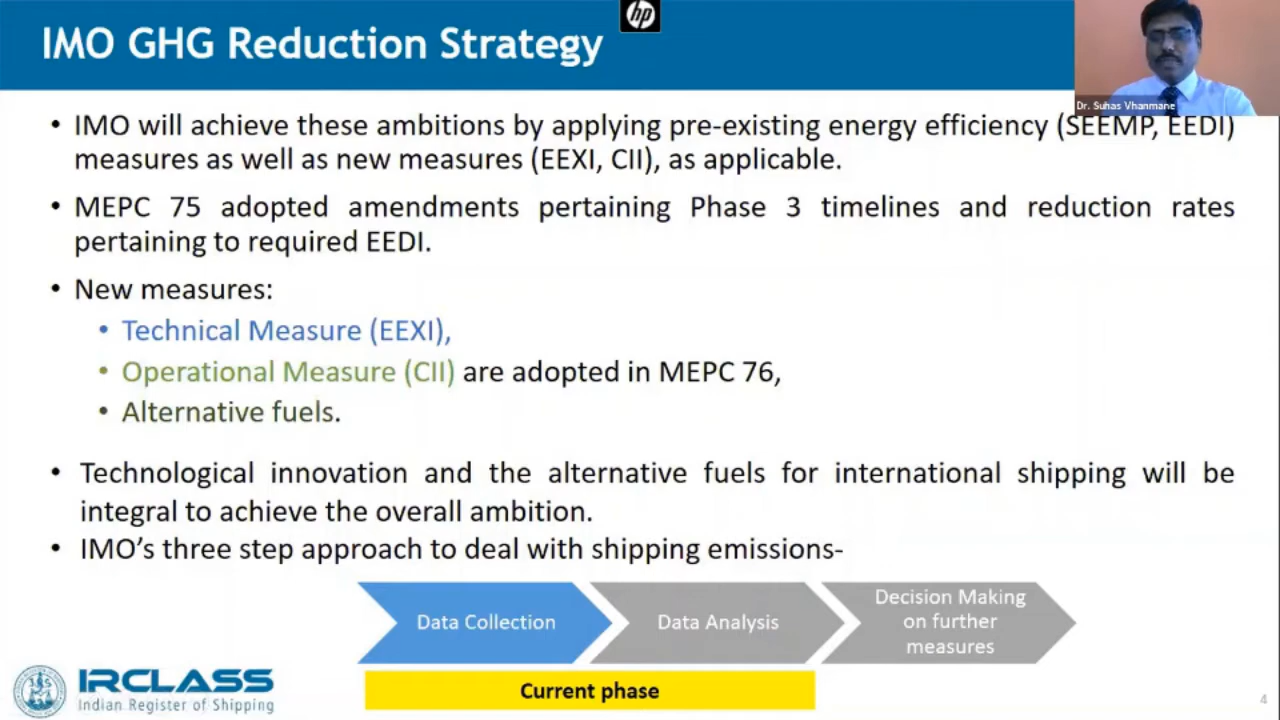 IMO GHG Reduction Strategy
hp
Dr. Suhas Vhanmane
• IMO will achieve these ambitions by applying pre-existing energy efficiency (SEEMP, EEDI)
measures as well as new measures (EEXI, CII), as applicable.
• MEPC 75 adopted amendments pertaining Phase 3 timelines and reduction rates
pertaining to required EEDI.
• New measures:
• Technical Measure (EEXI),
• Operational Measure (CII) are adopted in MEPC 76,
• Alternative fuels.
• Technological innovation and the alternative fuels for international shipping will be
integral to achieve the overall ambition.
• IMO’s three step approach to deal with shipping emissions-
Data Collection
Data Analysis
Decision Making
on further
measures
Current phase
IRCLASS
Indian Register of Shipping
4